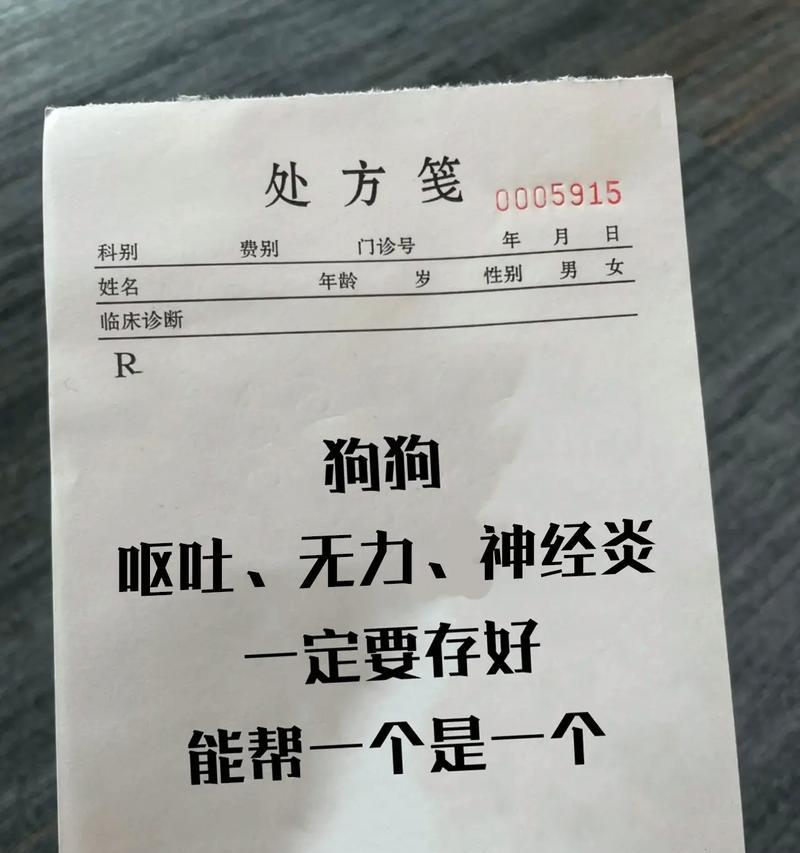 处方笺 0005915
科别 费别 门诊号 年 月 日
姓名 年龄 岁 性别 男 女
临床诊断
R
狗狗
呕吐、无力、神经炎
一定要存好
能帮一个是一个